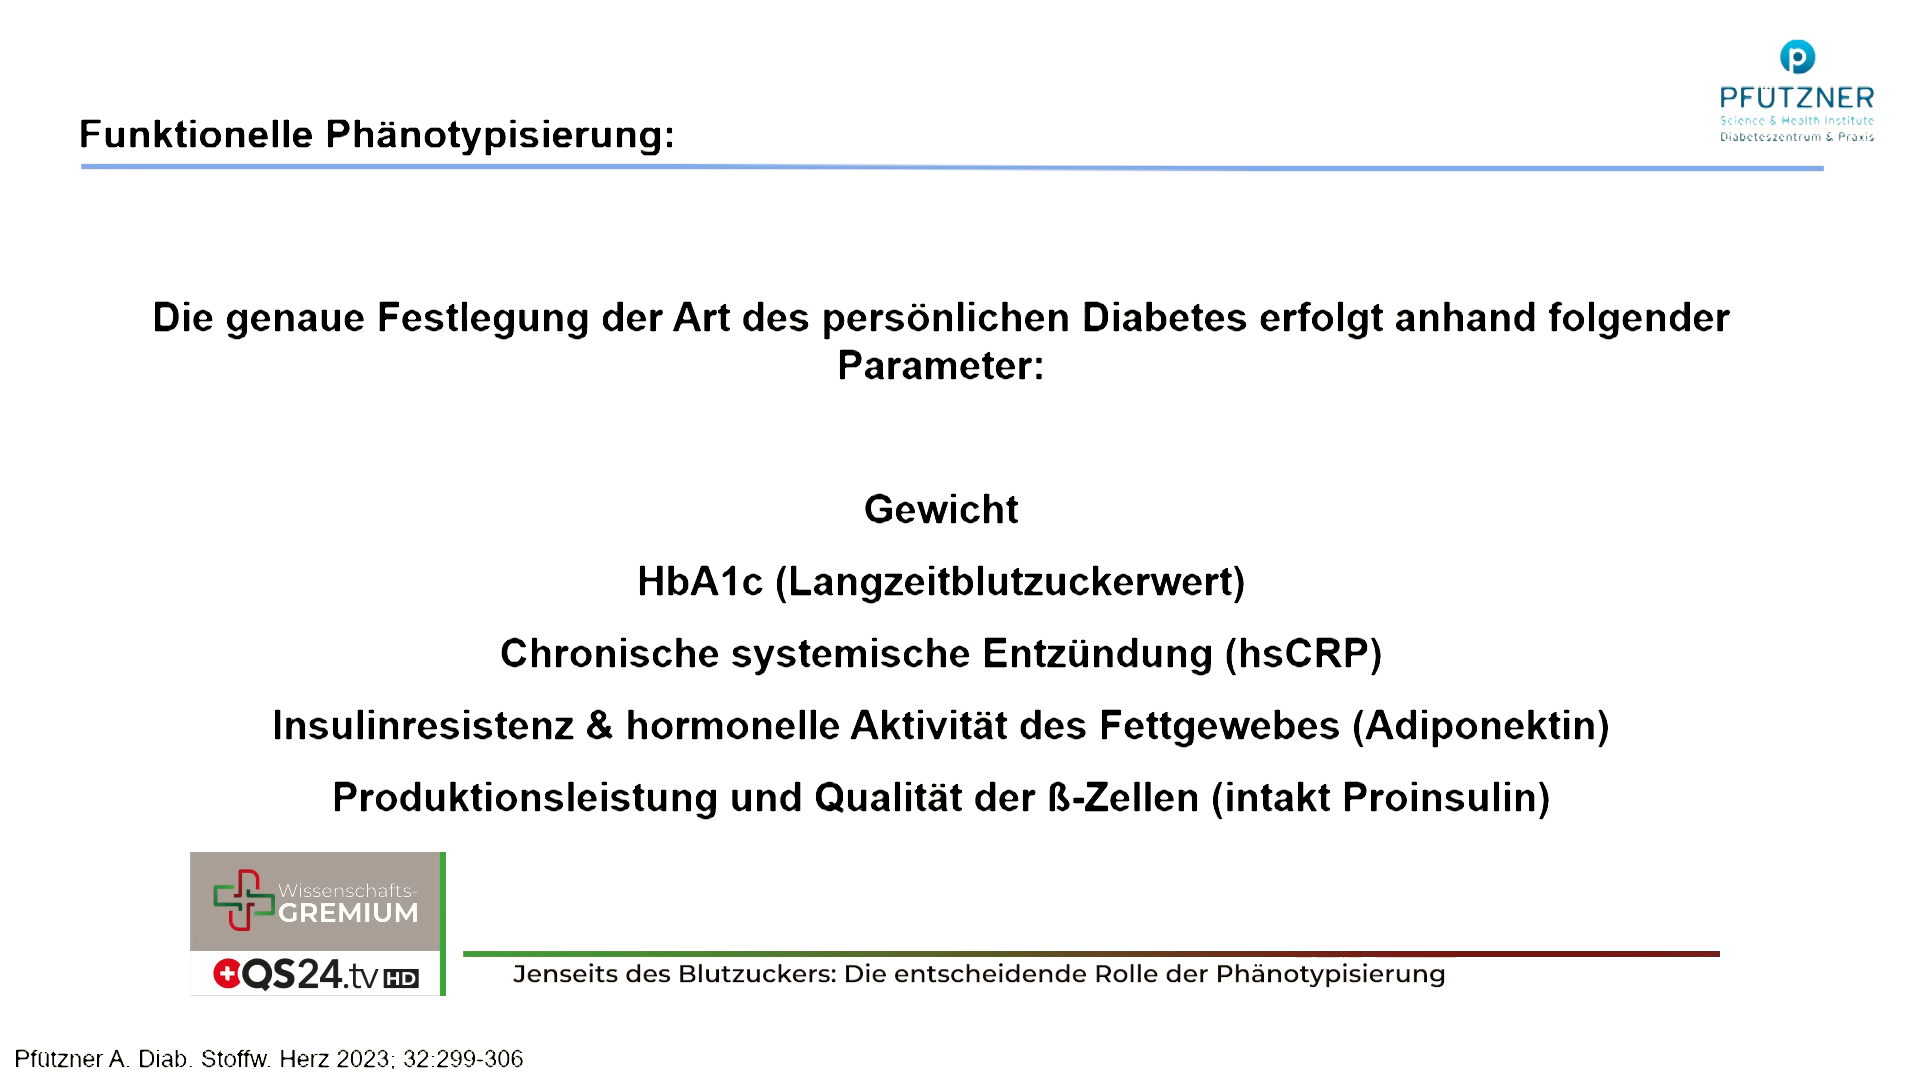 PFÜTZNER
Science & Health Institute
Diabeteszentrum & Praxis
Funktionelle Phänotypisierung:
Die genaue Festlegung der Art des persönlichen Diabetes erfolgt anhand folgender
Parameter:
Gewicht
HbA1c (Langzeitblutzuckerwert)
Chronische systemische Entzündung (hsCRP)
Insulinresistenz & hormonelle Aktivität des Fettgewebes (Adiponektin)
Produktionsleistung und Qualität der ß-Zellen (intakt Proinsulin)
Wissenschafts-
GREMIUM
QS24.tv HD
Jenseits des Blutzuckers: Die entscheidende Rolle der Phänotypisierung
Pfützner A. Diab. Stoffw. Herz 2023; 32:299-306